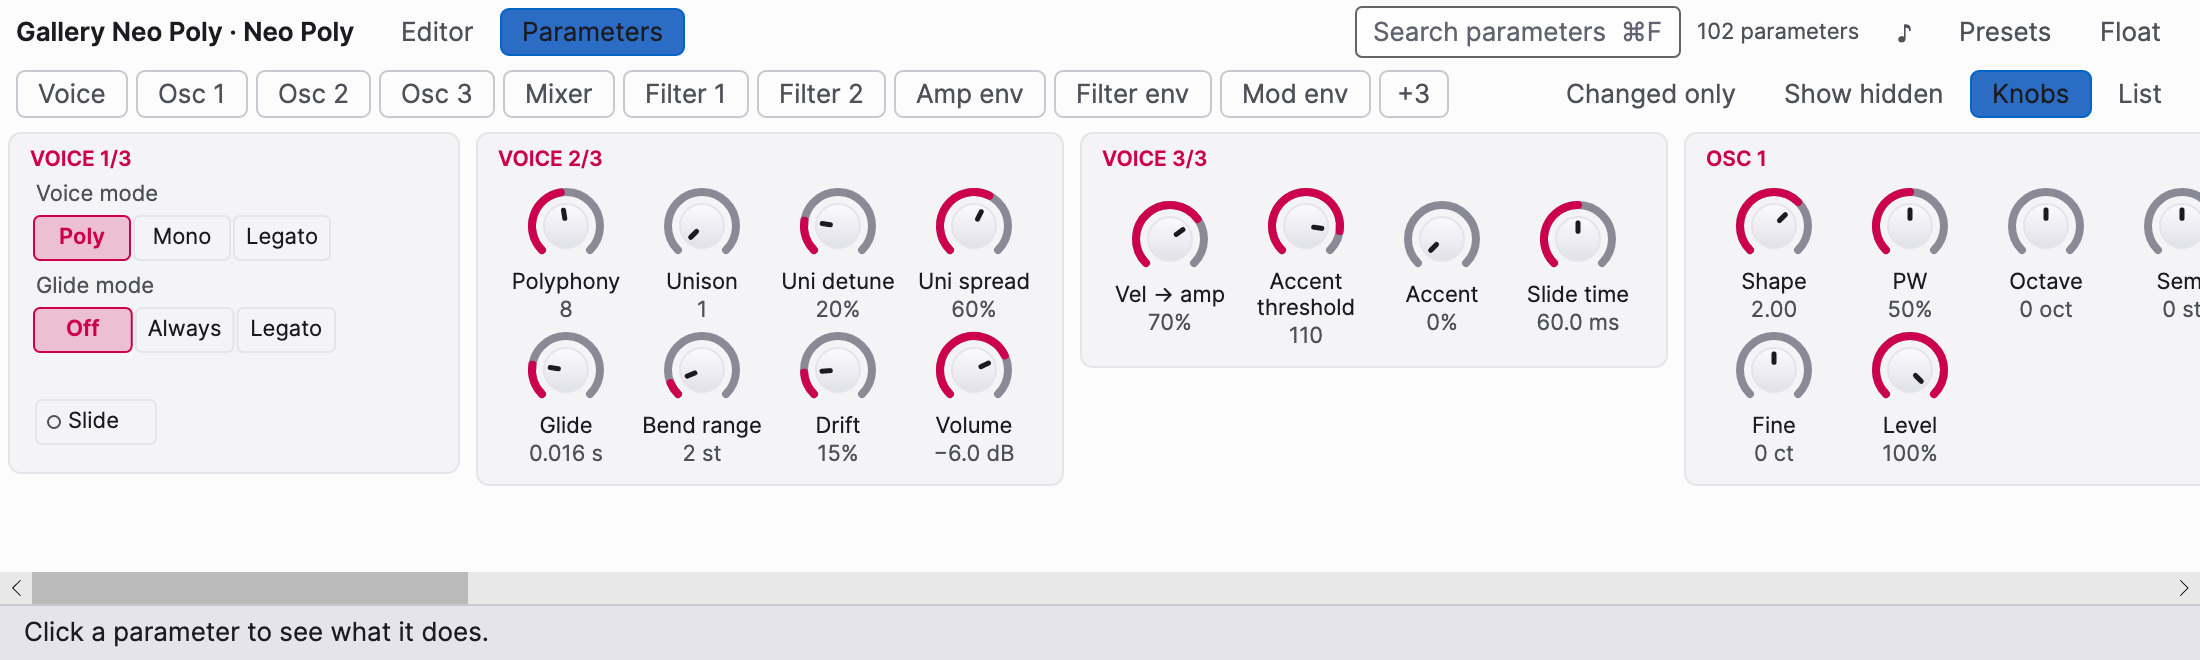 Gallery Neo Poly · Neo Poly Editor Parameters Search parameters ⌘F 102 parameters Presets Float
Voice Osc 1 Osc 2 Osc 3 Mixer Filter 1 Filter 2 Amp env Filter env Mod env +3 Changed only Show hidden Knobs List
VOICE 1/3
Voice mode
Poly Mono Legato
Glide mode
Off Always Legato
Slide
VOICE 2/3
Polyphony Unison Uni detune Uni spread
8 1 20% 60%
Glide Bend range Drift Volume
0.016 s 2 st 15% −6.0 dB
VOICE 3/3
Vel → amp Accent threshold Accent Slide time
70% 110 0% 60.0 ms
OSC 1
Shape PW Octave Sem
2.00 50% 0 oct 0 st
Fine Level
0 ct 100%
Click a parameter to see what it does.